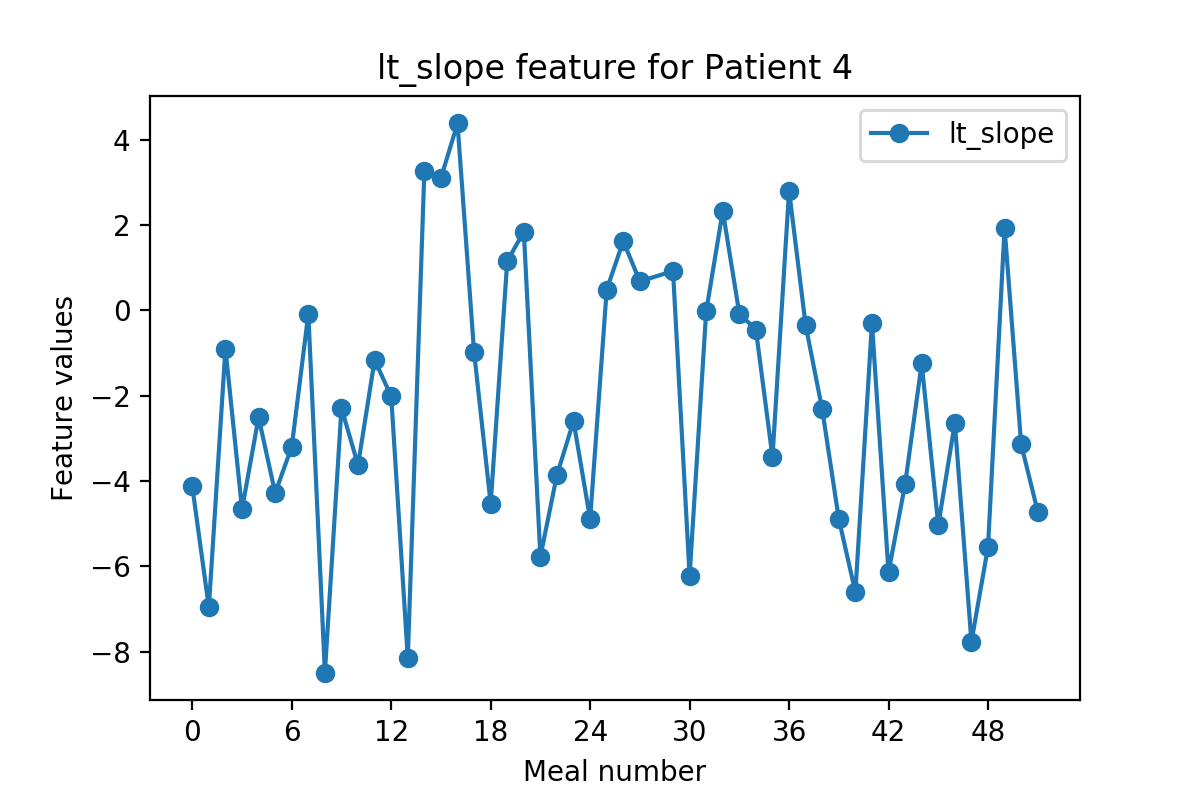 lt_slope feature for Patient 4
lt_slope
4
2
0
−2
−4
−6
−8
Feature values
0 6 12 18 24 30 36 42 48
Meal number